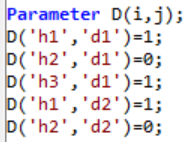 Parameter D(i,j);
D('h1','d1')=1;
D('h2','d1')=0;
D('h3','d1')=1;
D('h1','d2')=1;
D('h2','d2')=0;